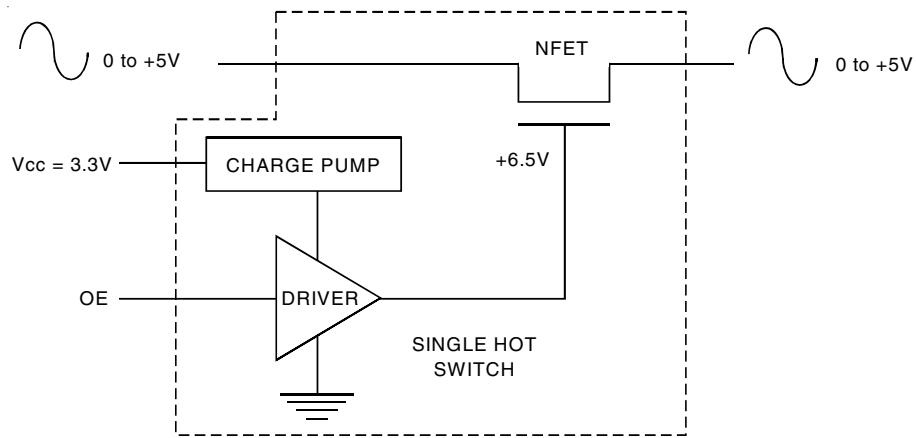 NFET
0 to +5V
0 to +5V
Vcc = 3.3V
CHARGE PUMP
+6.5V
OE
DRIVER
SINGLE HOT
SWITCH